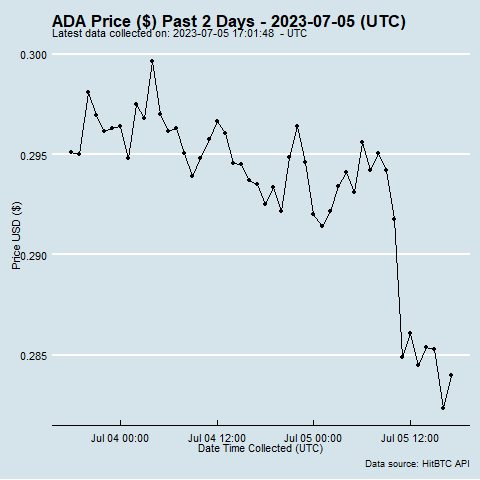 ADA Price ($) Past 2 Days - 2023-07-05 (UTC)
Latest data collected on: 2023-07-05 17:01:48  - UTC
0.300
0.295
0.290
0.285
Price USD ($)
Jul 04 00:00
Jul 04 12:00
Jul 05 00:00
Jul 05 12:00
Date Time Collected (UTC)
Data source: HitBTC API